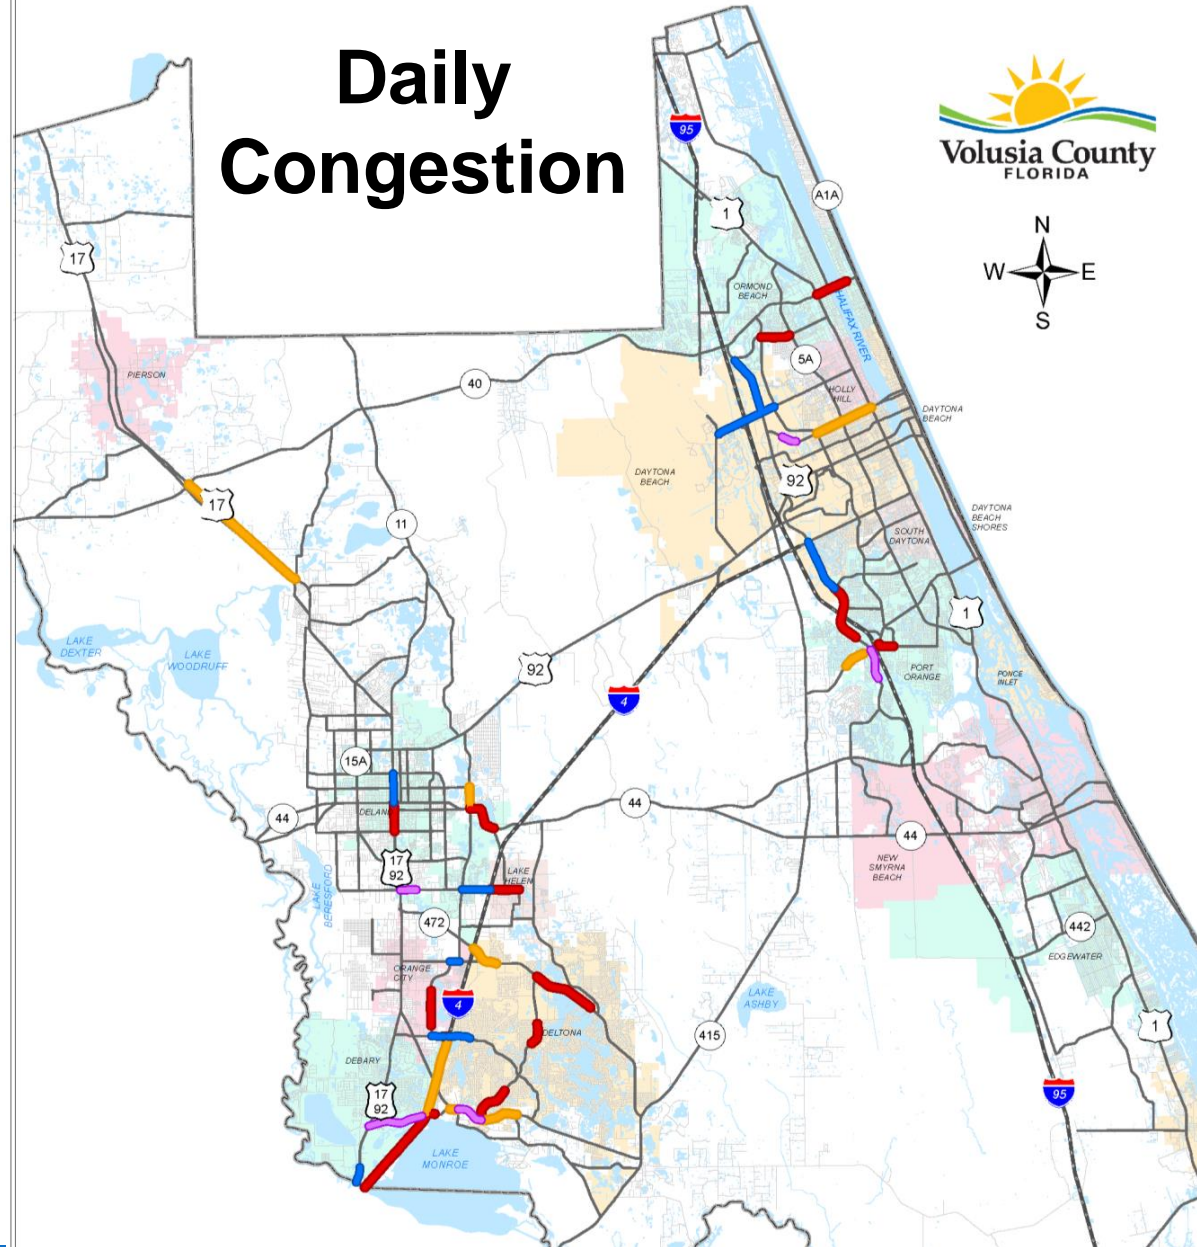 Daily
Congestion
Volusia County
FLORIDA
N
W
E
S
95
A1A
1
17
ORMOND
BEACH
HALIFAX RIVER
PIERSON
5A
40
HOLLY
HILL
DAYTONA
BEACH
DAYTONA
BEACH
92
17
11
DAYTONA
BEACH
SHORES
SOUTH
DAYTONA
1
LAKE
DEXTER
LAKE
WOODRUFF
92
4
PORT
ORANGE
PONCE
INLET
15A
44
DELAND
44
44
17
92
LAKE
HELEN
NEW
SMYRNA
BEACH
LAKE
BERESFORD
472
442
EDGEWATER
ORANGE
CITY
4
LAKE
ASHBY
DELTONA
415
1
DEBARY
17
92
95
LAKE
MONROE